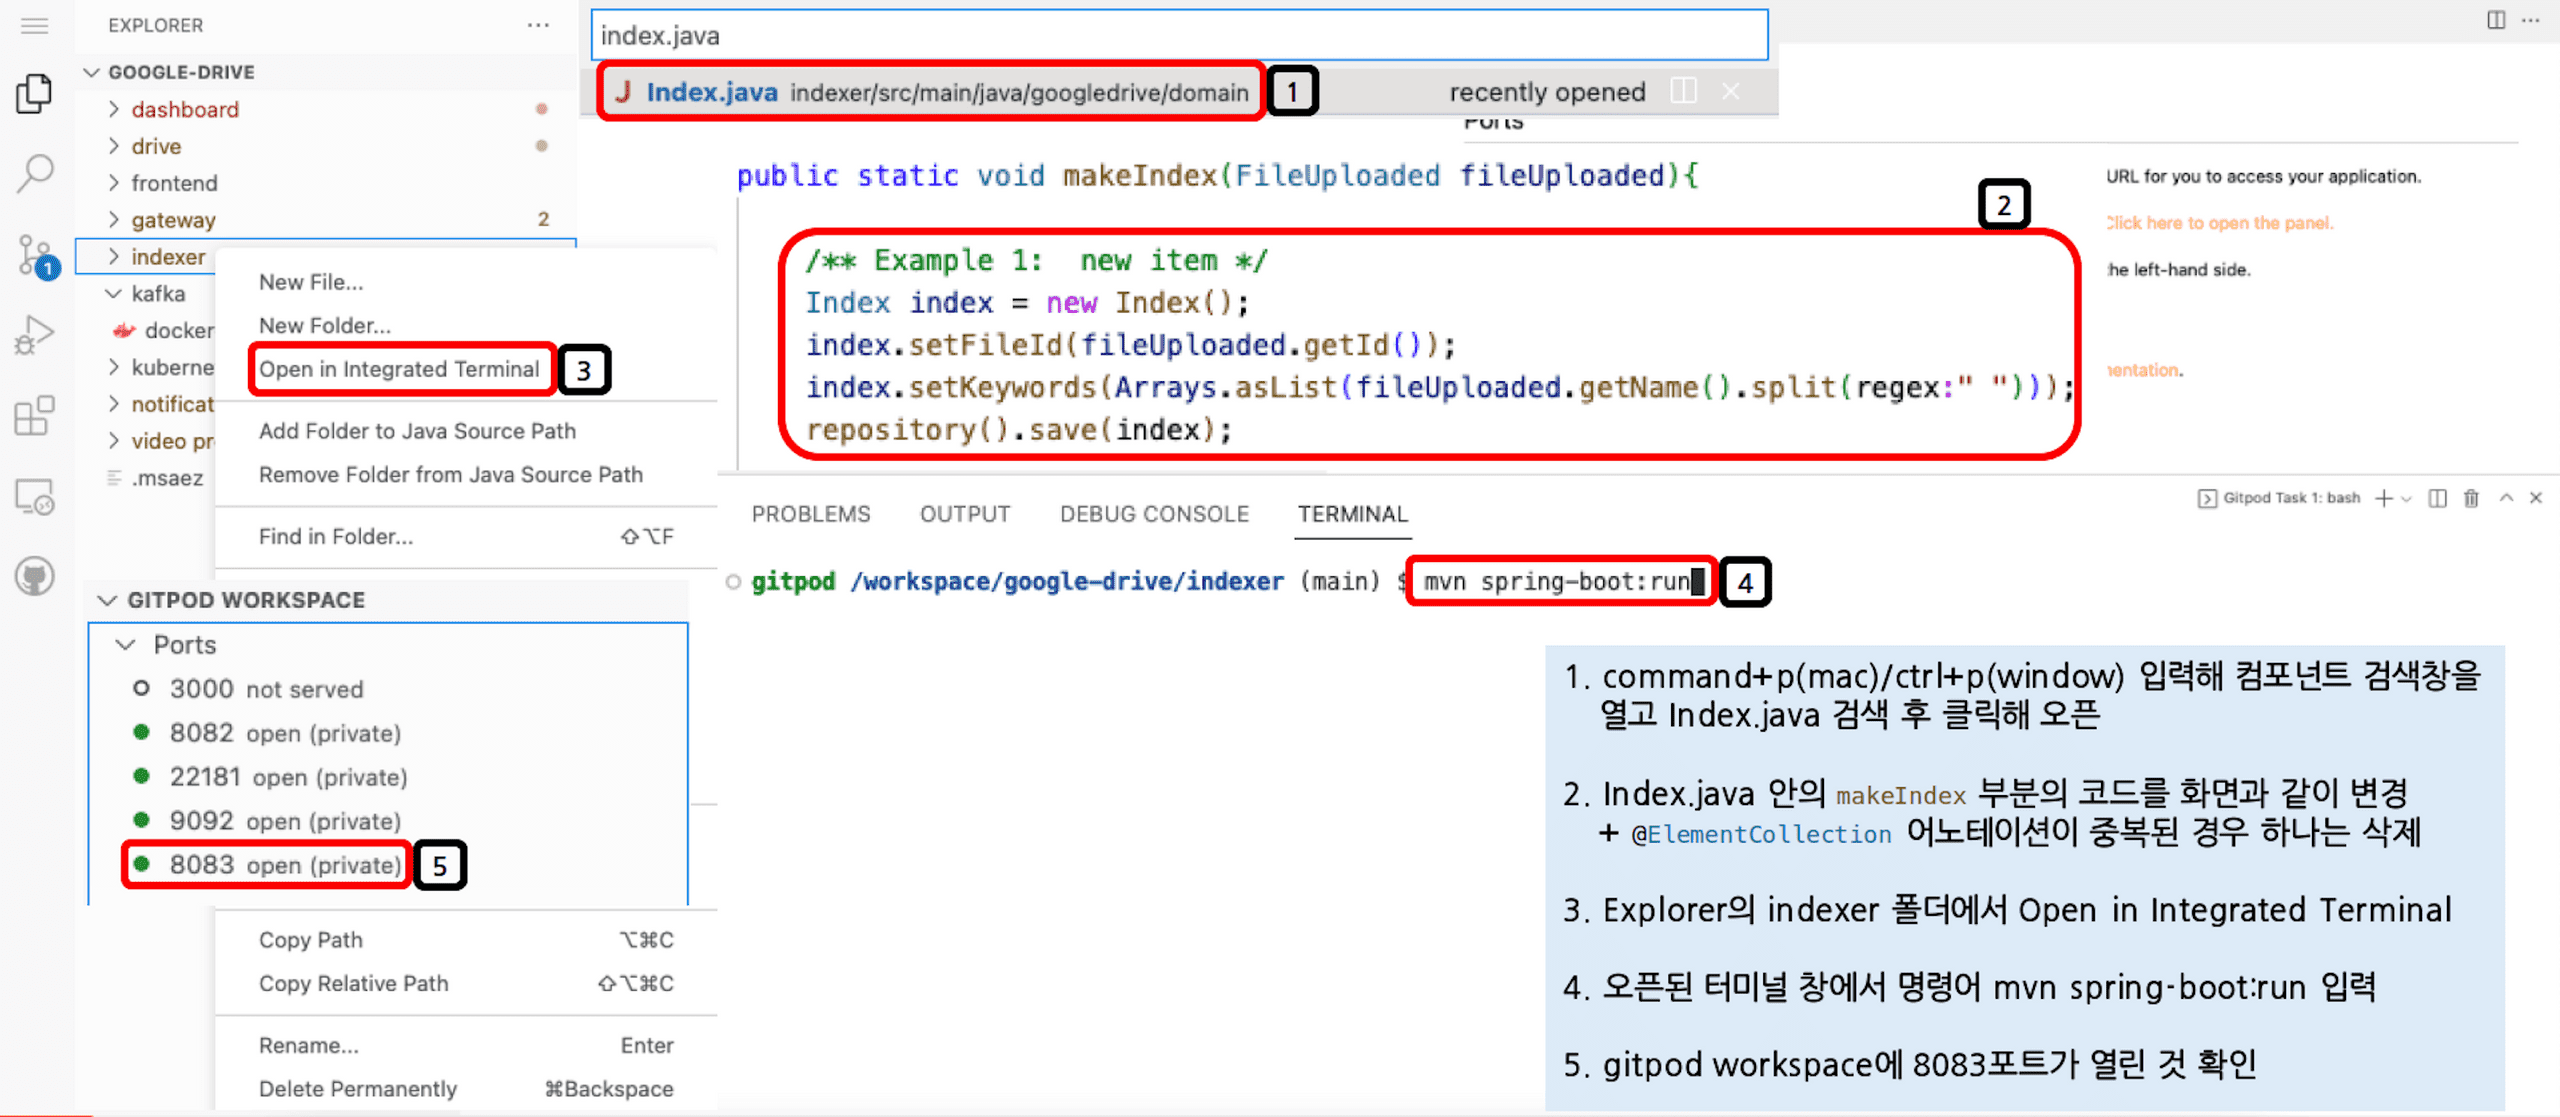 EXPLORER
GOOGLE-DRIVE
dashboard
drive
frontend
gateway 2
indexer
kafka
docker
kuberne
notificat
video pr
.msaez
1
New File...
New Folder...
Open in Integrated Terminal 3
Add Folder to Java Source Path
Remove Folder from Java Source Path
Find in Folder... ⇧⌥F
GITPOD WORKSPACE
Ports
3000 not served
8082 open (private)
22181 open (private)
9092 open (private)
8083 open (private) 5
Copy Path ⌥⌘C
Copy Relative Path ⇧⌥⌘C
Rename... Enter
Delete Permanently ⌘Backspace
index.java
J Index.java indexer/src/main/java/googledrive/domain 1 recently opened
Ports
public static void makeIndex(FileUploaded fileUploaded){
2
/** Example 1:  new item */
Index index = new Index();
index.setFileId(fileUploaded.getId());
index.setKeywords(Arrays.asList(fileUploaded.getName().split(regex:" ")));
repository().save(index);
URL for you to access your application.
Click here to open the panel.
he left-hand side.
nentation.
PROBLEMS OUTPUT DEBUG CONSOLE TERMINAL
Gitpod Task 1: bash
gitpod /workspace/google-drive/indexer (main) $ mvn spring-boot:run 4
1. command+p(mac)/ctrl+p(window) 입력해 컴포넌트 검색창을
열고 Index.java 검색 후 클릭해 오픈
2. Index.java 안의 makeIndex 부분의 코드를 화면과 같이 변경
+ @ElementCollection 어노테이션이 중복된 경우 하나는 삭제
3. Explorer의 indexer 폴더에서 Open in Integrated Terminal
4. 오픈된 터미널 창에서 명령어 mvn spring-boot:run 입력
5. gitpod workspace에 8083포트가 열린 것 확인